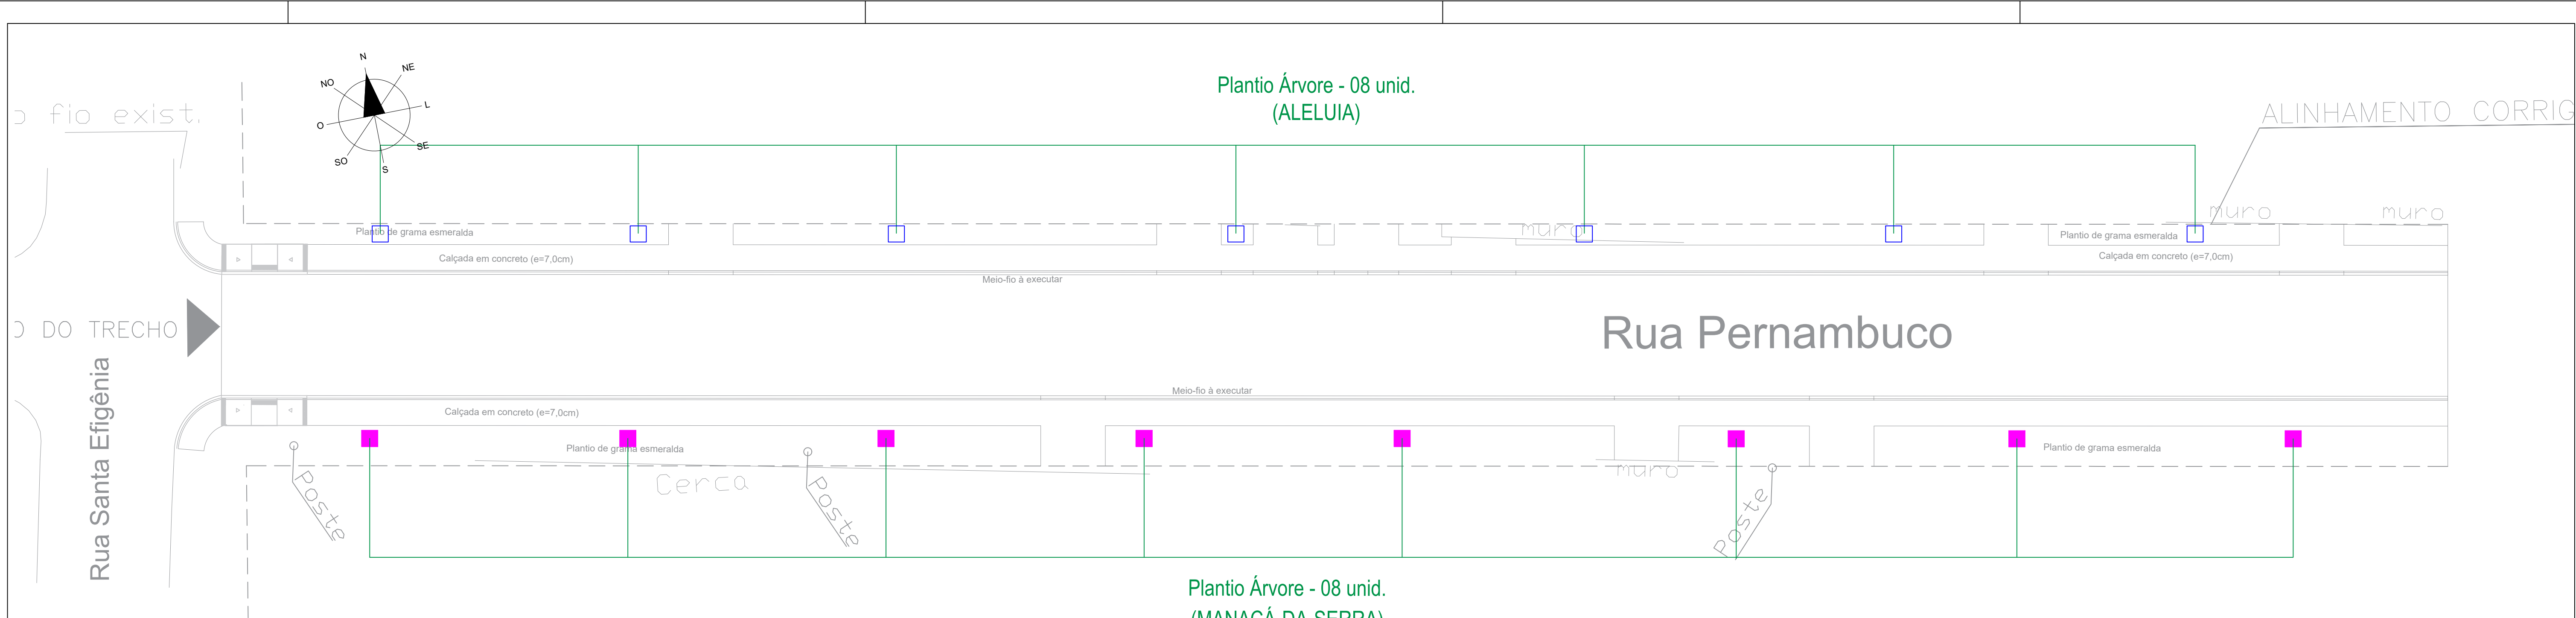 N
NE
NO
L
O
SE
SO
S
Plantio Árvore - 08 unid.
(ALELUIA)
fio exist.
ALINHAMENTO CORRIG
muro
muro
muro
Plantio de grama esmeralda
Plantio de grama esmeralda
Calçada em concreto (e=7,0cm)
Calçada em concreto (e=7,0cm)
Meio-fio à executar
O DO TRECHO
Rua Pernambuco
Rua Santa Efigênia
Meio-fio à executar
Calçada em concreto (e=7,0cm)
Plantio de grama esmeralda
Plantio de grama esmeralda
muro
Cerca
Poste
Poste
Poste
Plantio Árvore - 08 unid.
(MANACÁ DA SERRA)